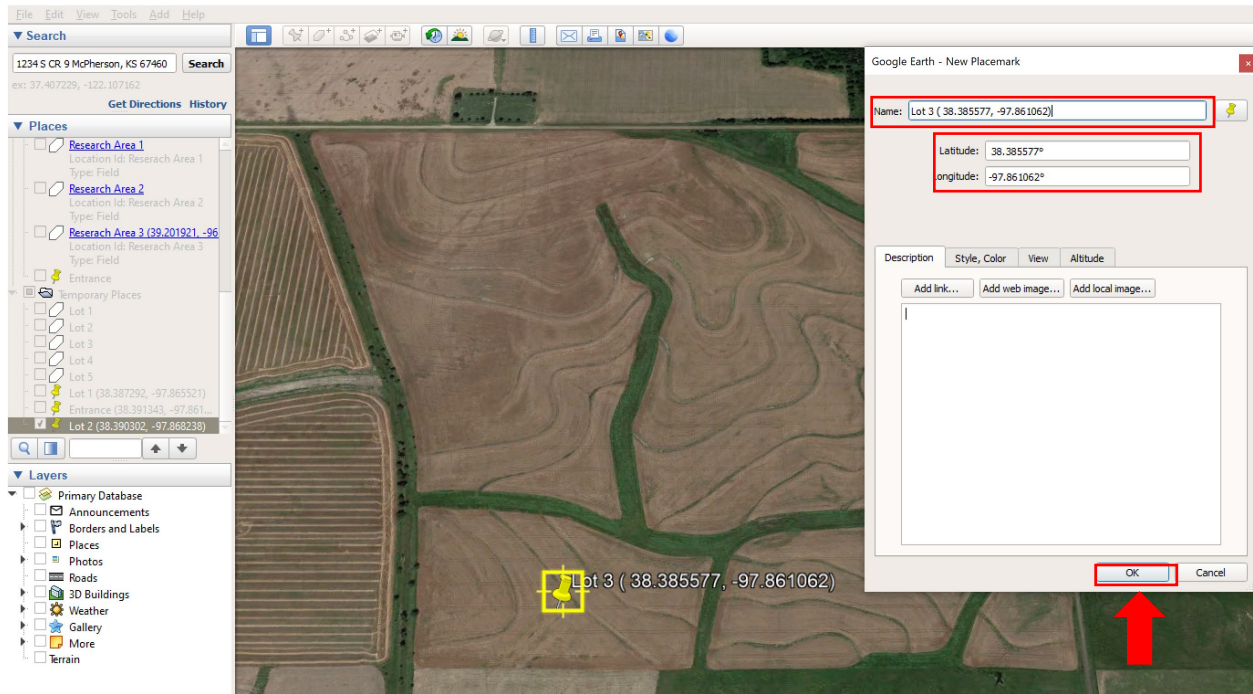 File Edit View Tools Add Help
Search
1234 S CR 9 McPherson, KS 67460 Search
ex: 37.407229, -122.107162
Get Directions History
Places
Research Area 1
Location Id: Reserach Area 1
Type: Field
Research Area 2
Location Id: Reserach Area 2
Type: Field
Reserach Area 3 (39.201921, -96
Location Id: Reserach Area 3
Type: Field
Entrance
Temporary Places
Lot 1
Lot 2
Lot 3
Lot 4
Lot 5
Lot 1 (38.387292, -97.865521)
Entrance (38.391343, -97.861...
Lot 2 (38.390302, -97.868238)
Layers
Primary Database
Announcements
Borders and Labels
Places
Photos
Roads
3D Buildings
Weather
Gallery
More
Terrain
Lot 3 ( 38.385577, -97.861062)
Google Earth - New Placemark
Name: Lot 3 ( 38.385577, -97.861062)
Latitude: 38.385577°
ongitude: -97.861062°
Description Style, Color View Altitude
Add link... Add web image... Add local image...
OK Cancel